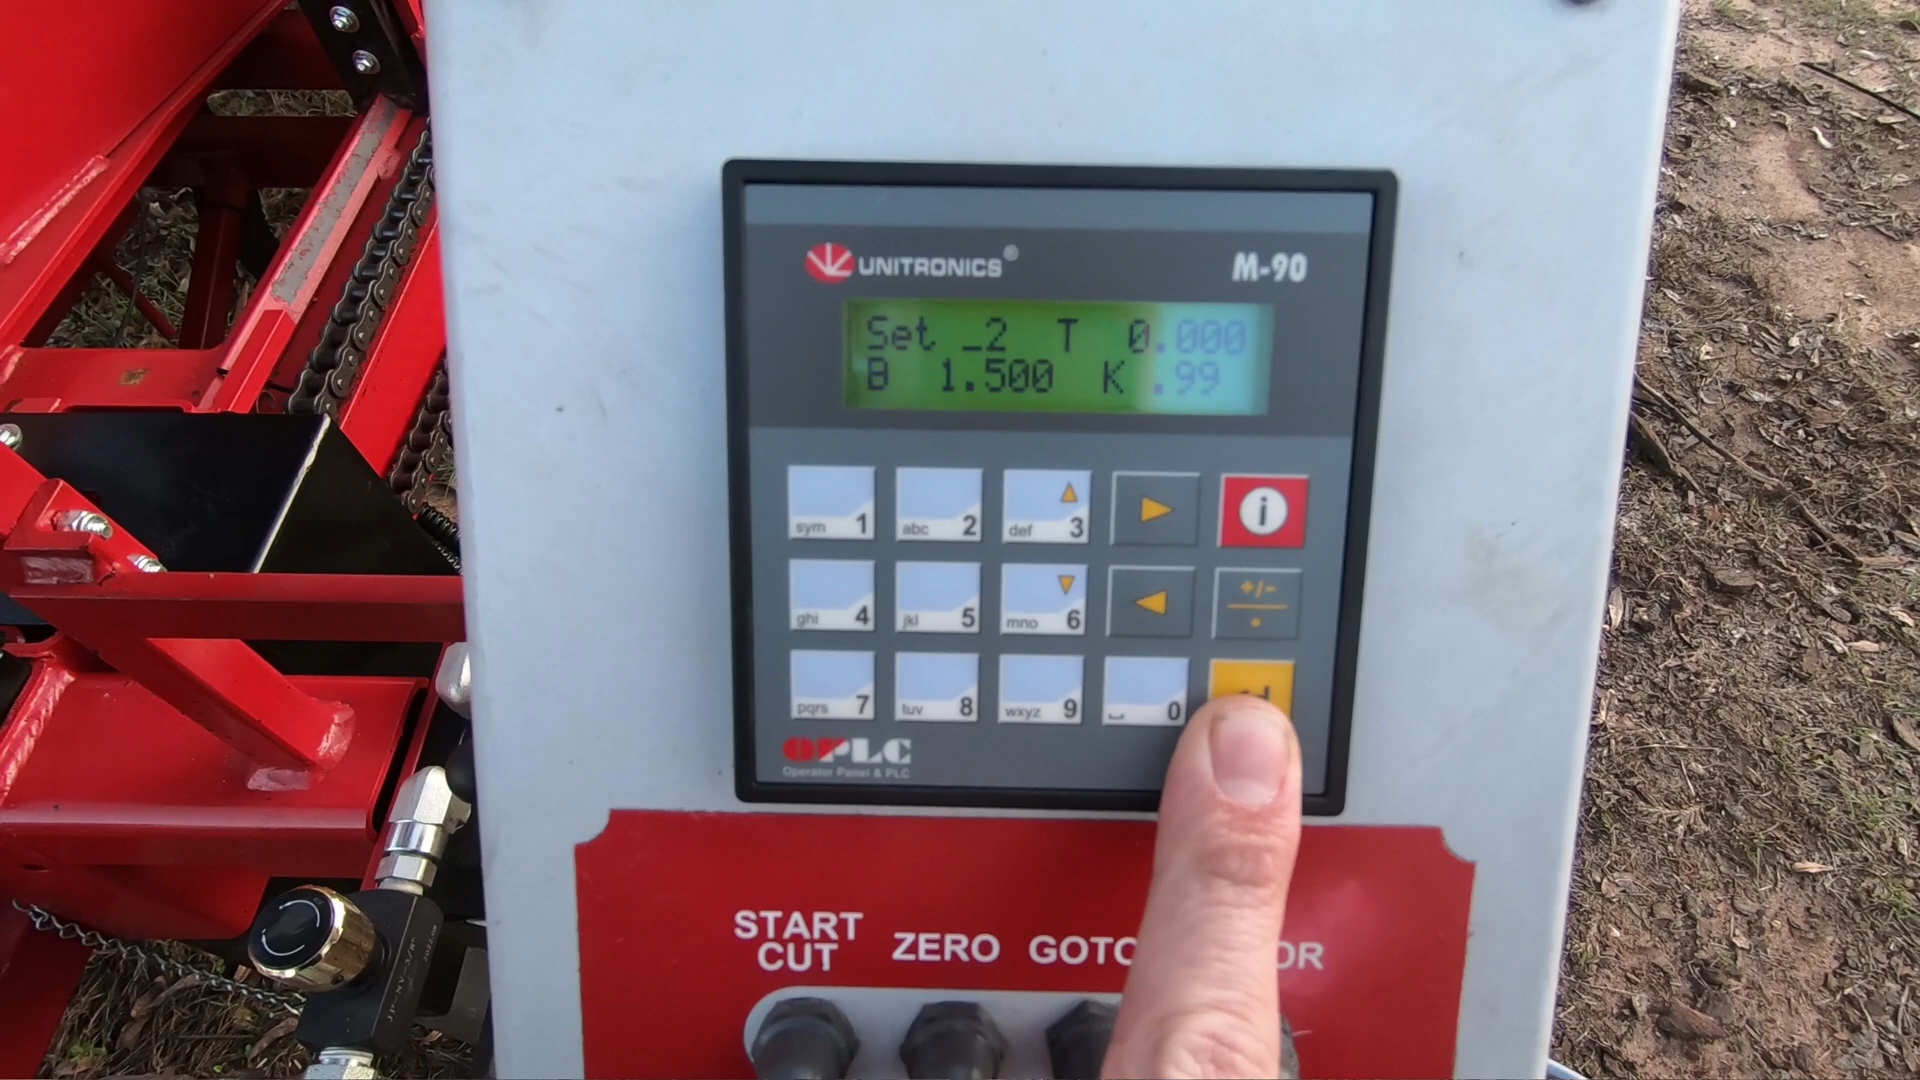 UNITRONICS®
M-90
Set _2 T 0.000
B 1.500 K .99
sym 1
abc 2
def 3
i
ghi 4
jkl 5
mno 6
+/-
pqrs 7
tuv 8
wxyz 9
0
OPLC
Operator Panel & PLC
START
CUT
ZERO